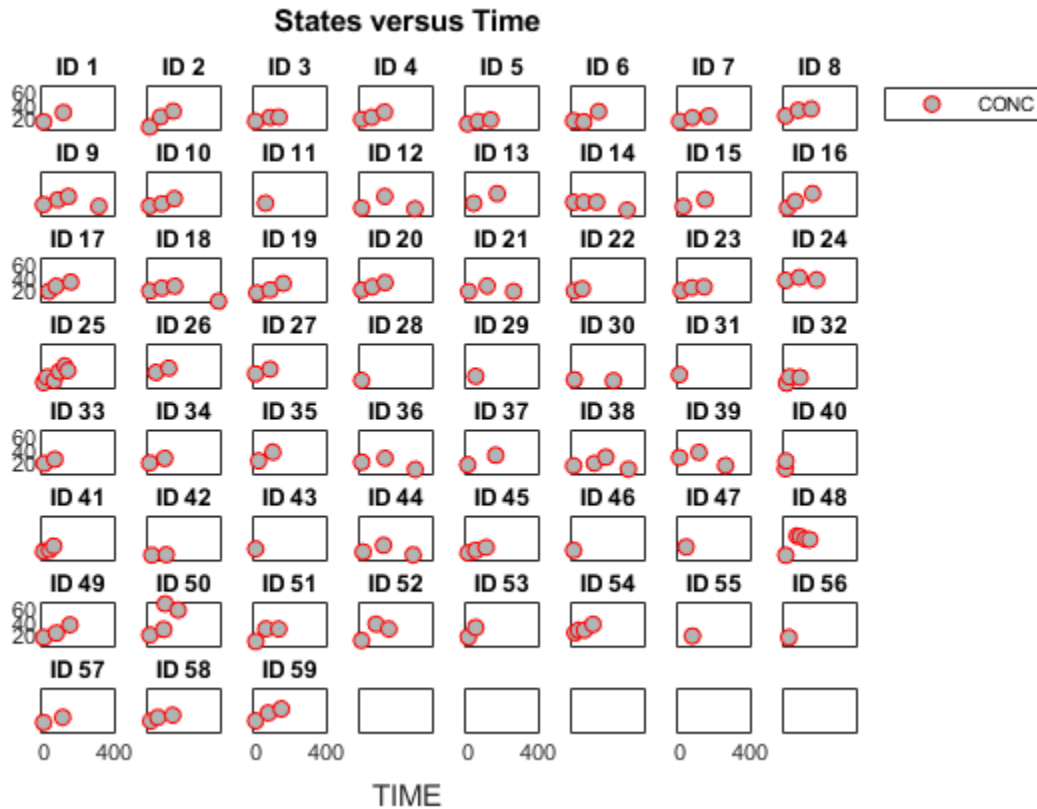 States versus Time
ID 1 ID 2 ID 3 ID 4 ID 5 ID 6 ID 7 ID 8
60
40
20
CONC
ID 9 ID 10 ID 11 ID 12 ID 13 ID 14 ID 15 ID 16
ID 17 ID 18 ID 19 ID 20 ID 21 ID 22 ID 23 ID 24
60
40
20
ID 25 ID 26 ID 27 ID 28 ID 29 ID 30 ID 31 ID 32
ID 33 ID 34 ID 35 ID 36 ID 37 ID 38 ID 39 ID 40
60
40
20
ID 41 ID 42 ID 43 ID 44 ID 45 ID 46 ID 47 ID 48
ID 49 ID 50 ID 51 ID 52 ID 53 ID 54 ID 55 ID 56
60
40
20
ID 57 ID 58 ID 59
0 400 0 400 0 400 0 400
TIME